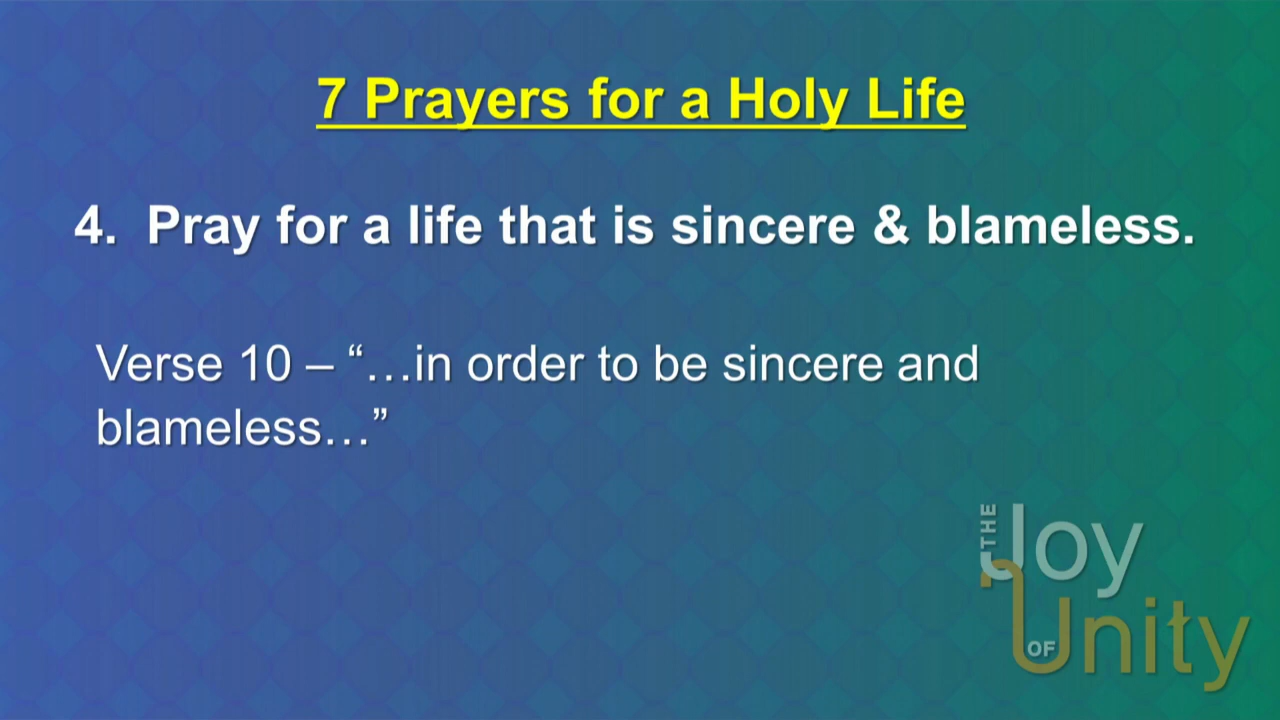 7 Prayers for a Holy Life
4. Pray for a life that is sincere & blameless.
Verse 10 – “…in order to be sincere and
blameless…”
THE
Joy
OF
Unity